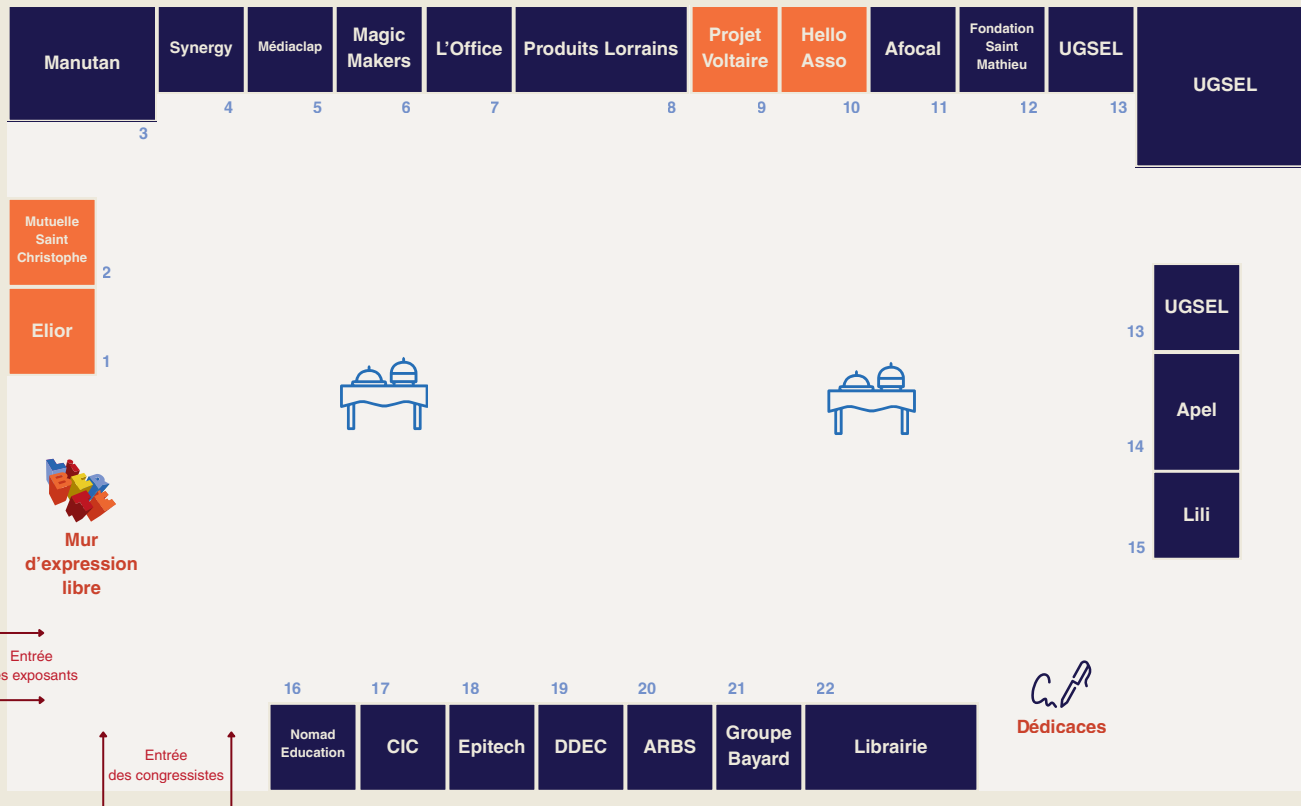 Manutan
Synergy
Médiaclap
Magic
Makers
L'Office
Produits Lorrains
Projet
Voltaire
Hello
Asso
Afocal
Fondation
Saint
Mathieu
UGSEL
UGSEL
3
4
5
6
7
8
9
10
11
12
13
Mutuelle
Saint
Christophe
2
Elior
1
UGSEL
13
Apel
14
Lili
15
Mur
d'expression
libre
Entrée
es exposants
Entrée
des congressistes
16
17
18
19
20
21
22
Nomad
Education
CIC
Epitech
DDEC
ARBS
Groupe
Bayard
Librairie
Dédicaces